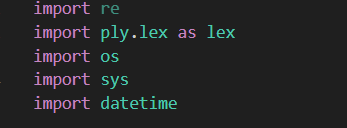 import re
import ply.lex as lex
import os
import sys
import datetime